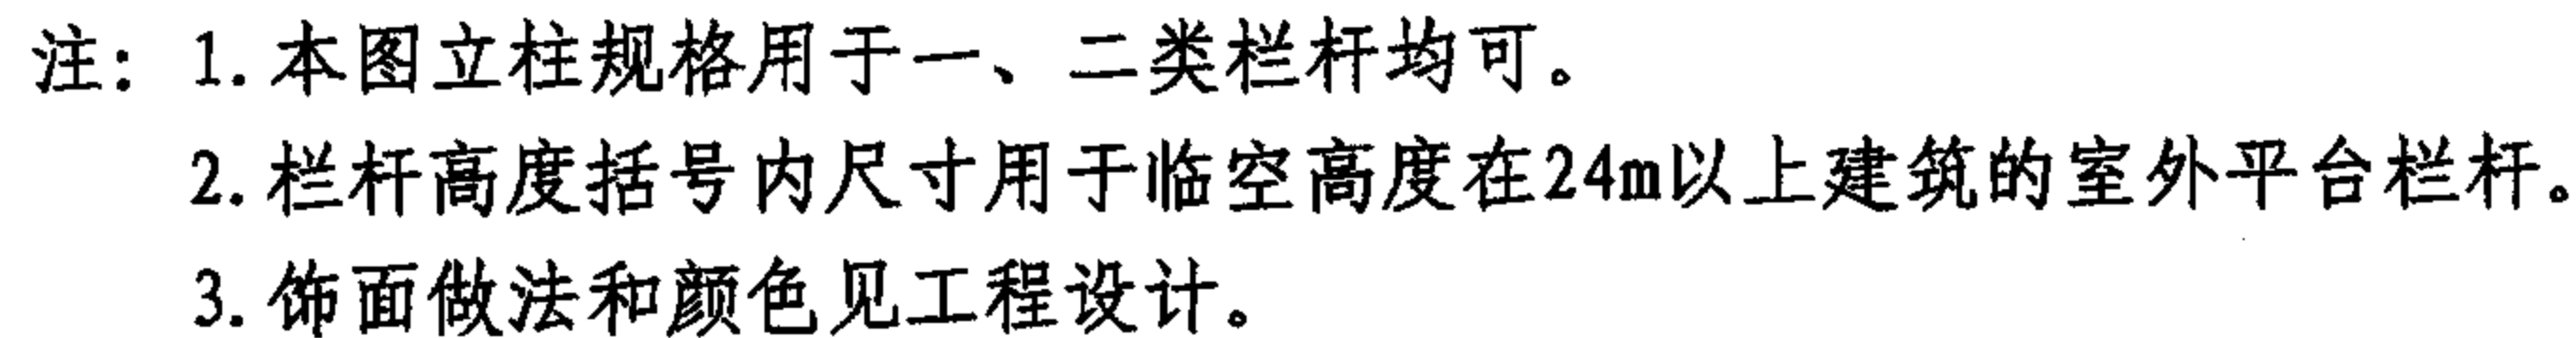 注：1. 本图立柱规格用于一、二类栏杆均可。
2. 栏杆高度括号内尺寸用于临空高度在24m以上建筑的室外平台栏杆。
3. 饰面做法和颜色见工程设计。